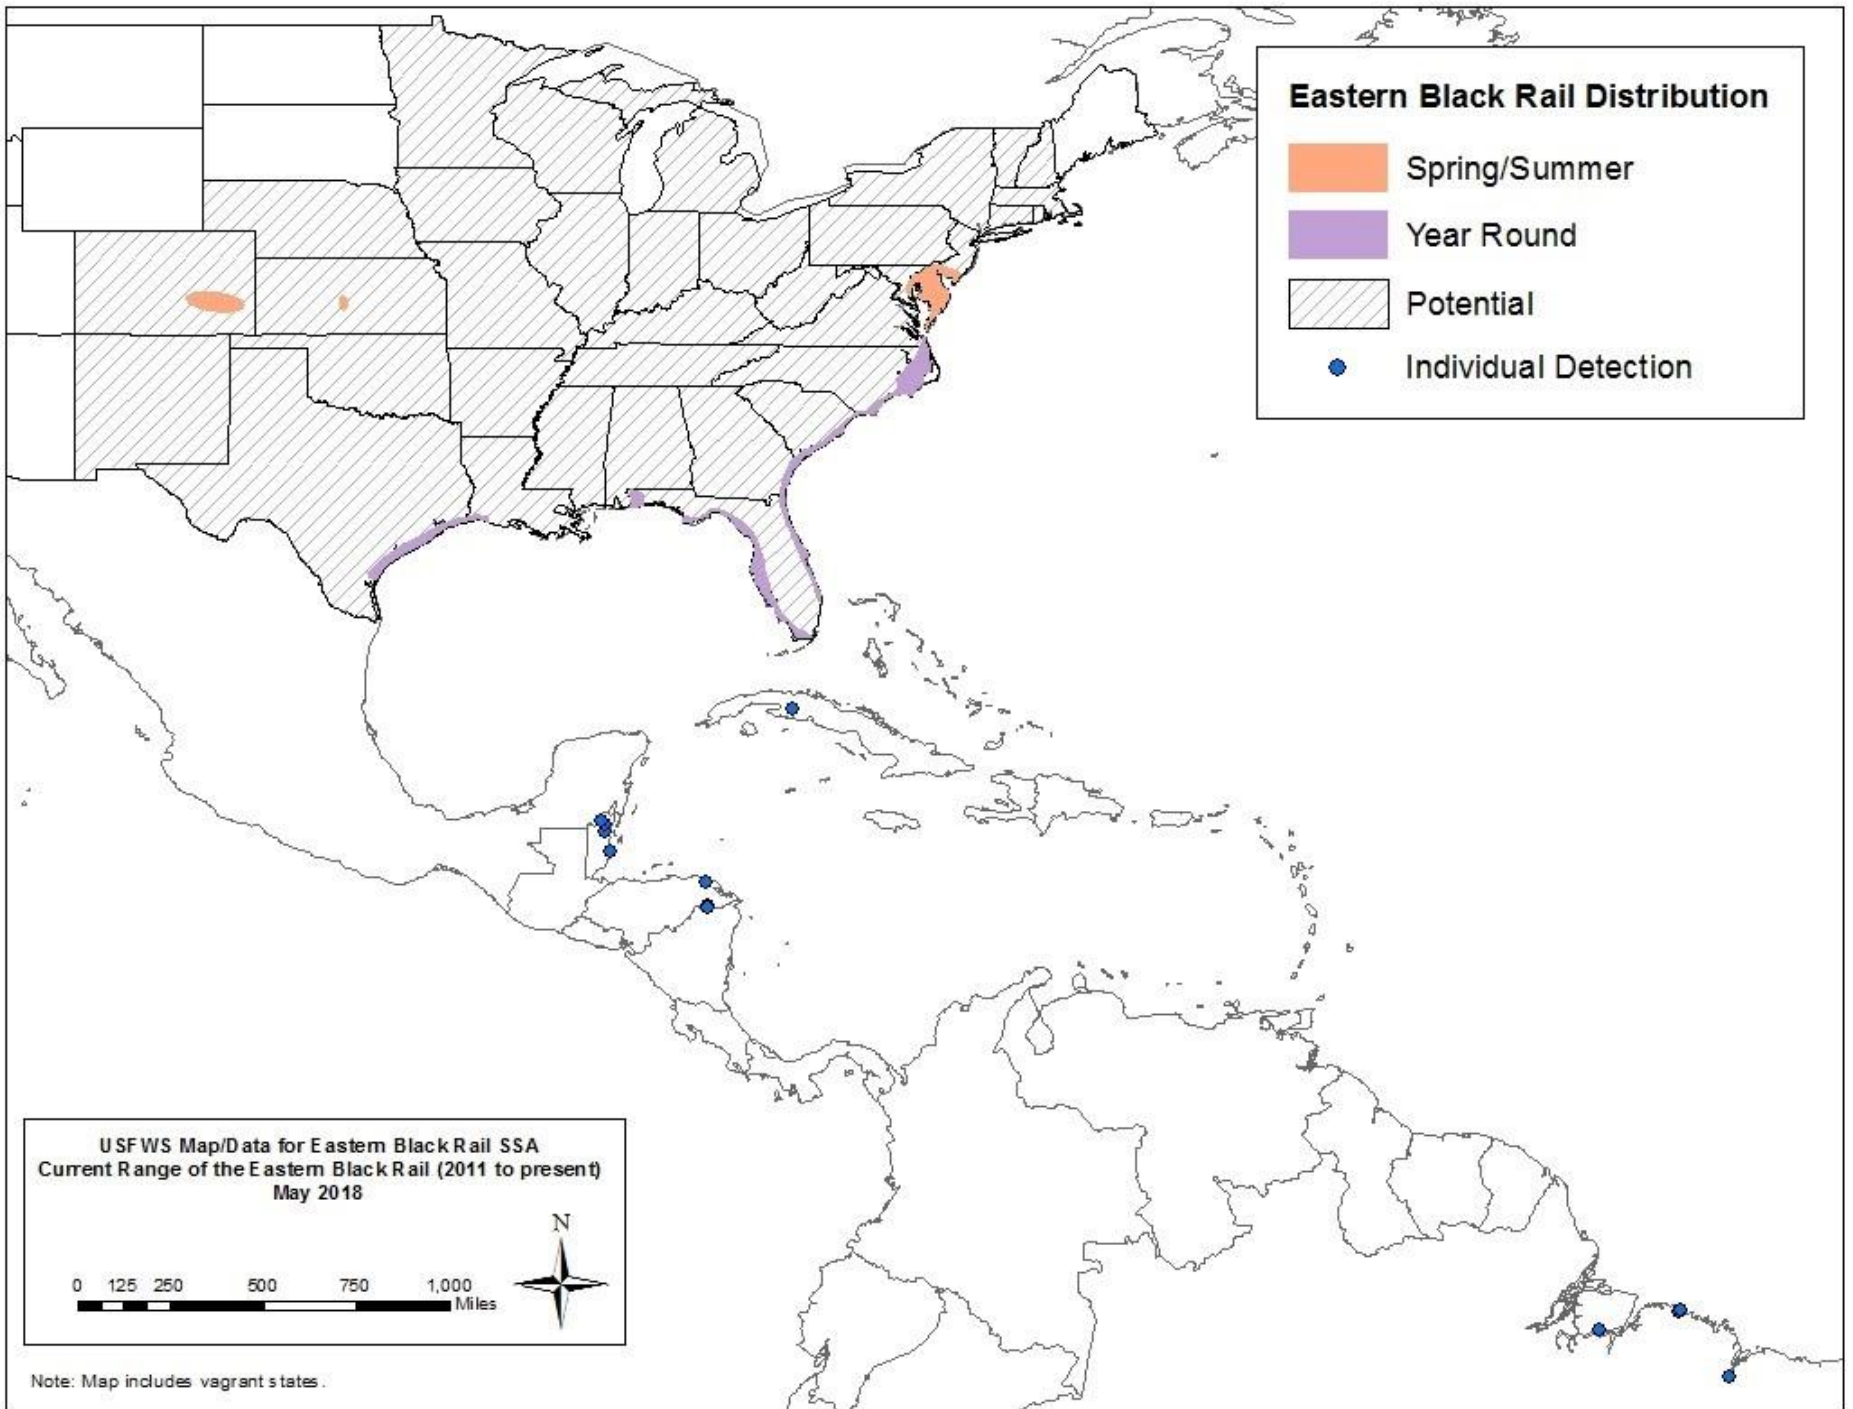 Eastern Black Rail Distribution
Spring/Summer
Year Round
Potential
Individual Detection
USFWS Map/Data for Eastern Black Rail SSA
Current Range of the Eastern Black Rail (2011 to present)
May 2018
N
0 125 250 500 750 1,000
Miles
Note: Map includes vagrant states.